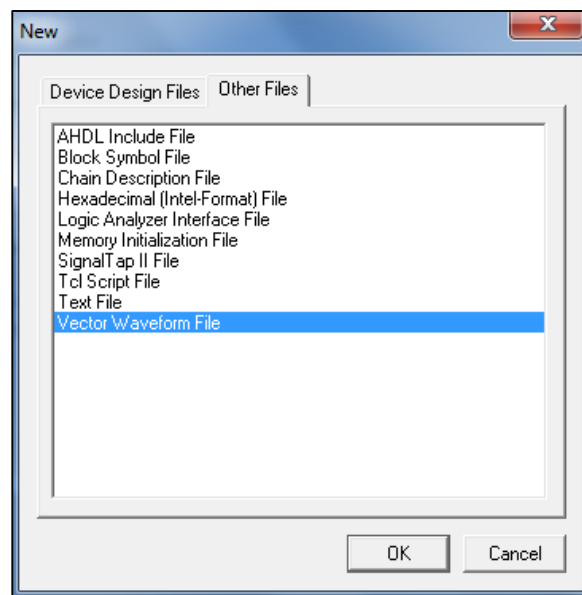 New
Device Design Files Other Files
AHDL Include File
Block Symbol File
Chain Description File
Hexadecimal (Intel-Format) File
Logic Analyzer Interface File
Memory Initialization File
SignalTap II File
Tcl Script File
Text File
Vector Waveform File
OK Cancel